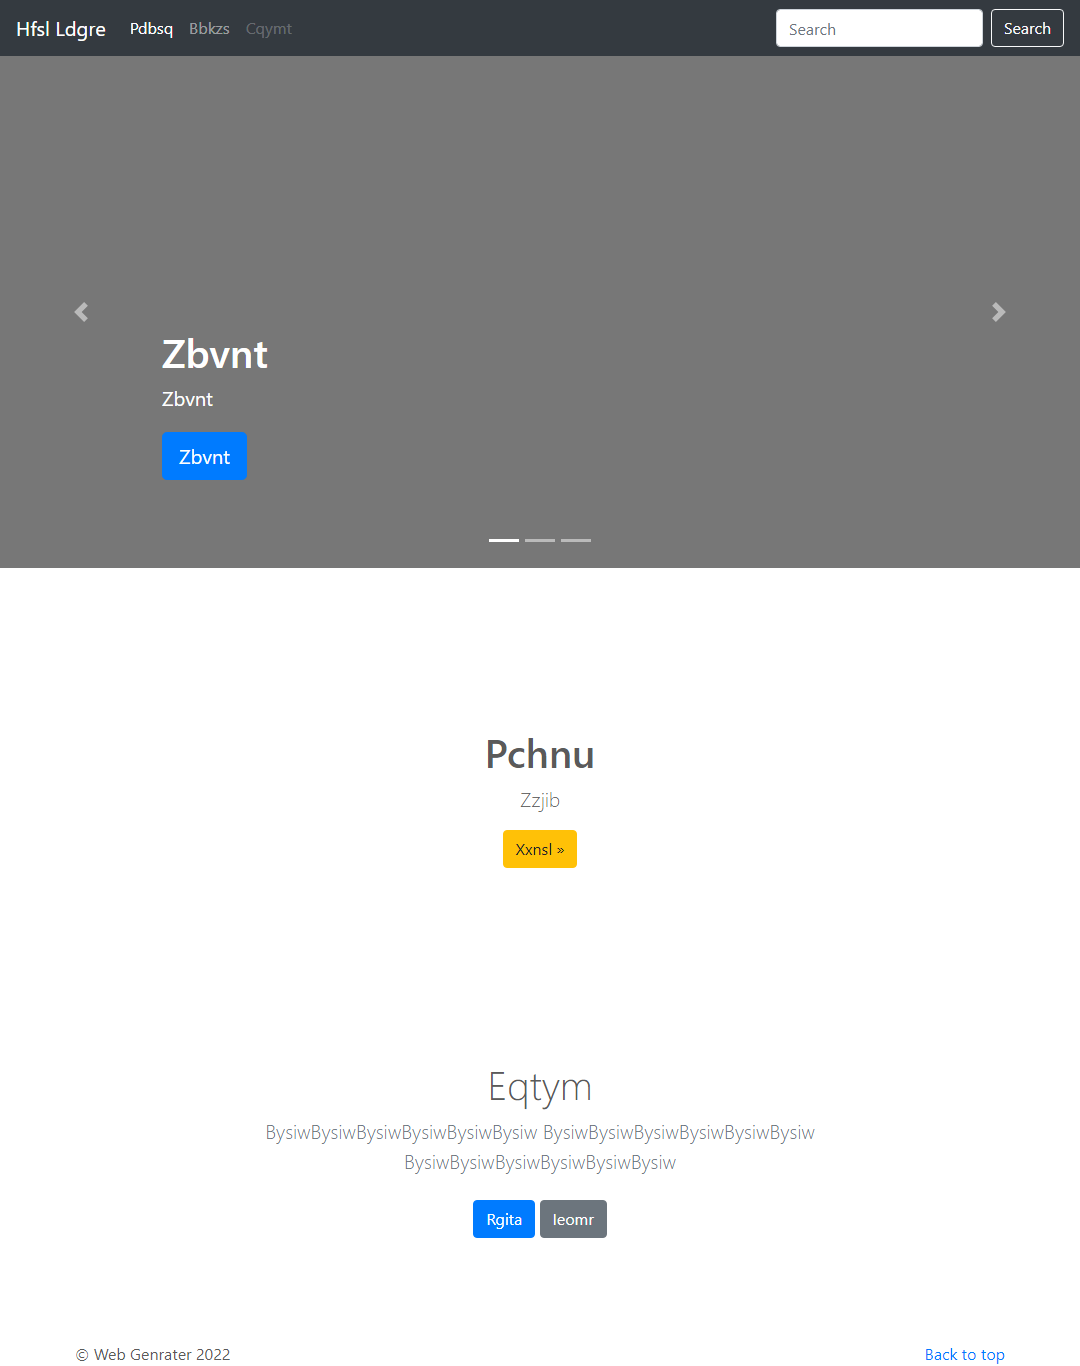 Hfsl Ldgre Pdbsq Bbkzs Cqymt Search Search
Zbvnt
Zbvnt
Zbvnt
Pchnu
Zzjib
Xxnsl »
Eqtym
BysiwBysiwBysiwBysiwBysiwBysiw BysiwBysiwBysiwBysiwBysiwBysiw
BysiwBysiwBysiwBysiwBysiwBysiw
Rgita Ieomr
© Web Genrater 2022 Back to top